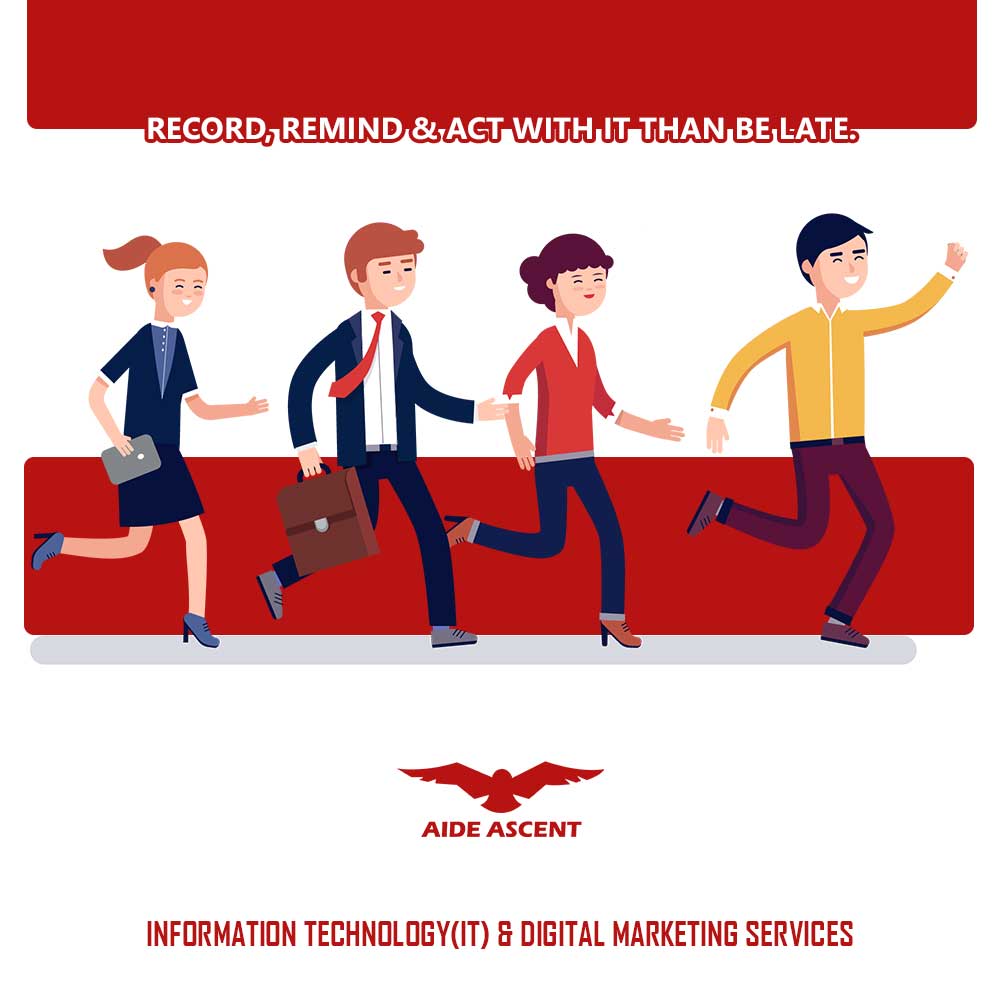 RECORD, REMIND & ACT WITH IT THAN BE LATE.
AIDE ASCENT
INFORMATION TECHNOLOGY(IT) & DIGITAL MARKETING SERVICES